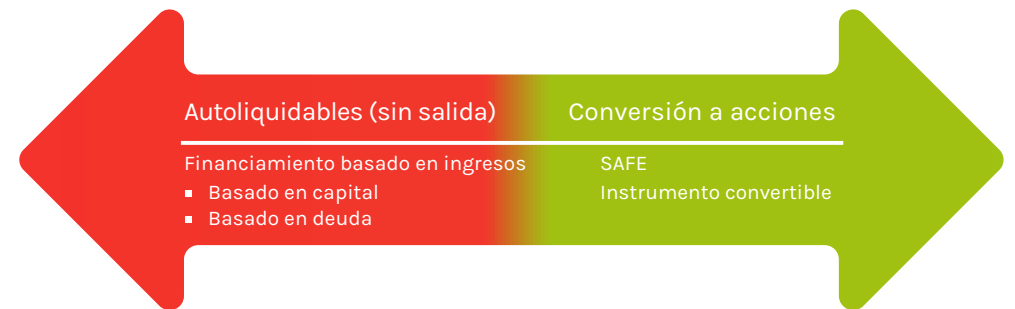 Autoliquidables (sin salida)
Conversión a acciones
Financiamiento basado en ingresos
▪ Basado en capital
▪ Basado en deuda
SAFE
Instrumento convertible